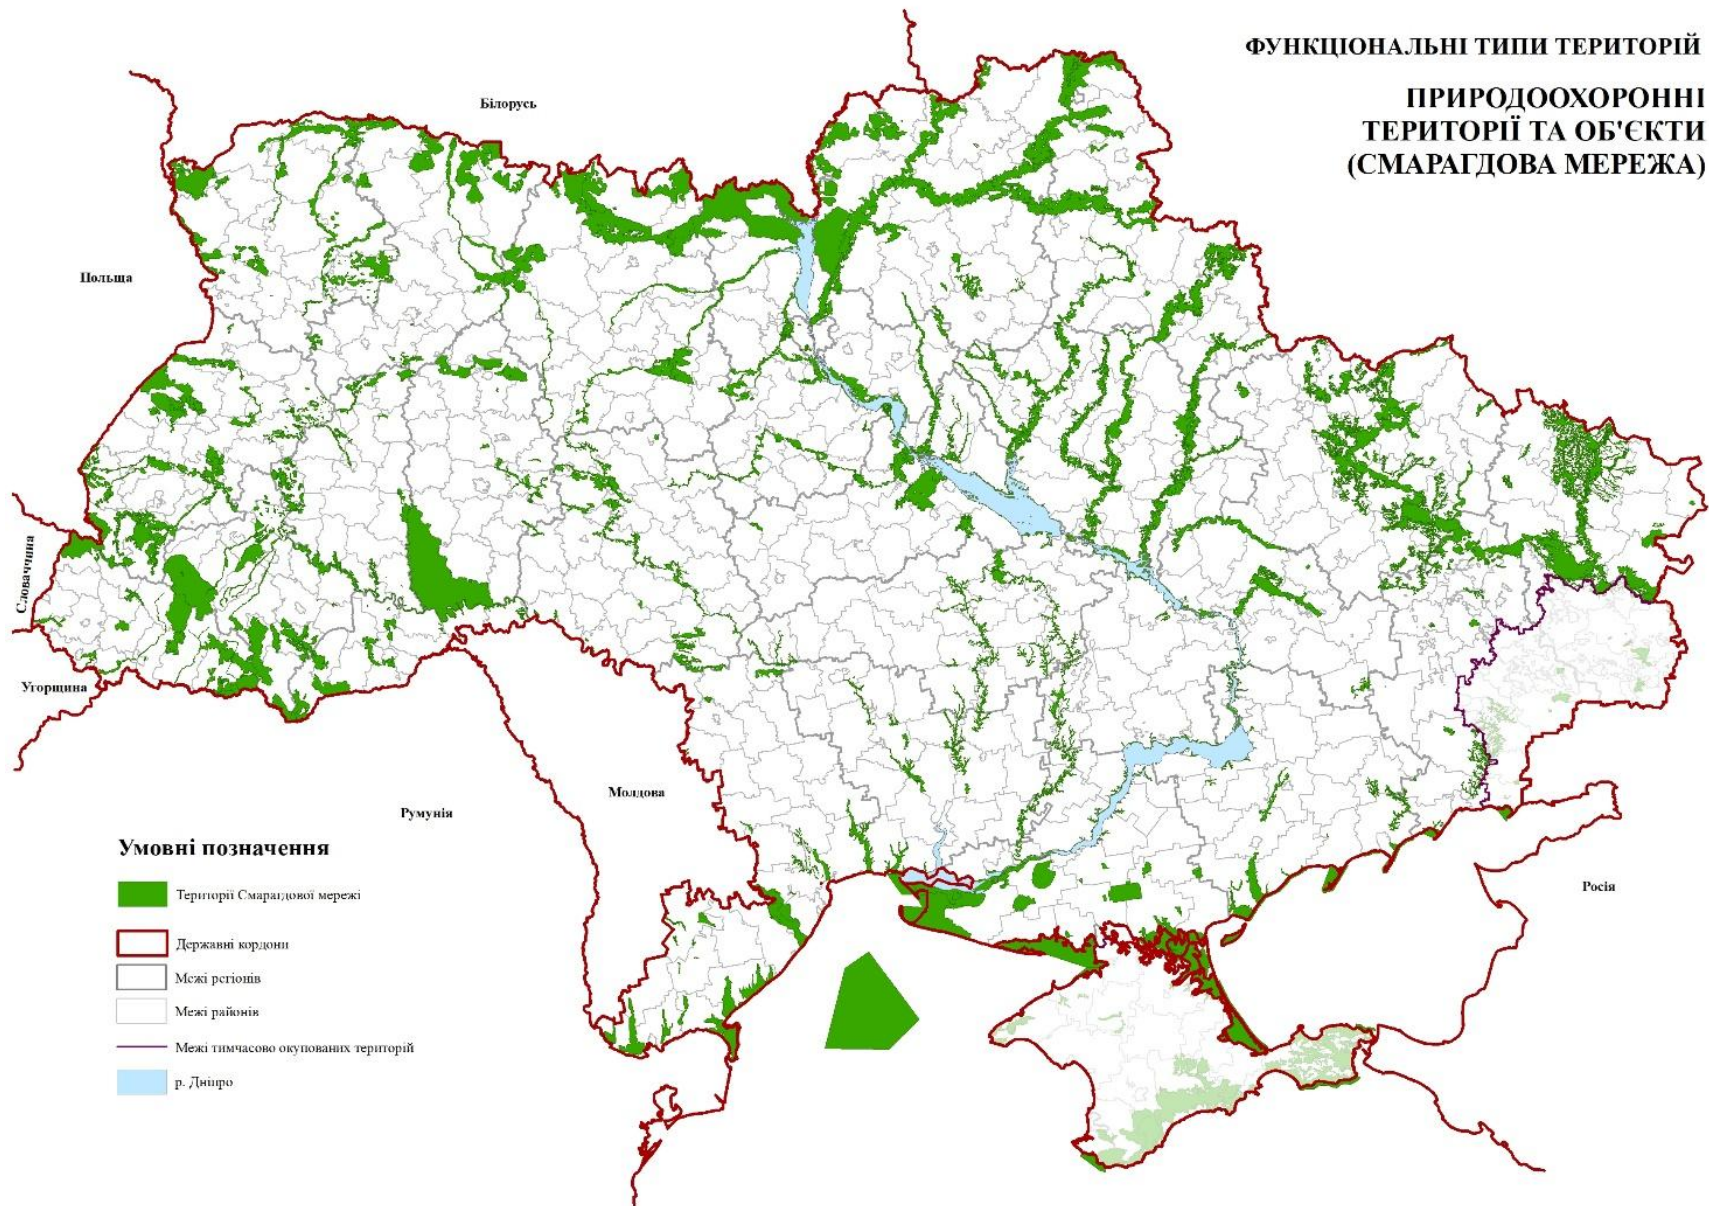 ФУНКЦІОНАЛЬНІ ТИПИ ТЕРИТОРІЙ
ПРИРОДООХОРОННІ
ТЕРИТОРІЇ ТА ОБ'ЄКТИ
(СМАРАГДОВА МЕРЕЖА)
Білорусь
Польща
Словаччина
Угорщина
Румунія
Молдова
Росія
Умовні позначення
Території Смарагдової мережі
Державні кордони
Межі регіонів
Межі районів
Межі тимчасово окупованих територій
р. Дніпро